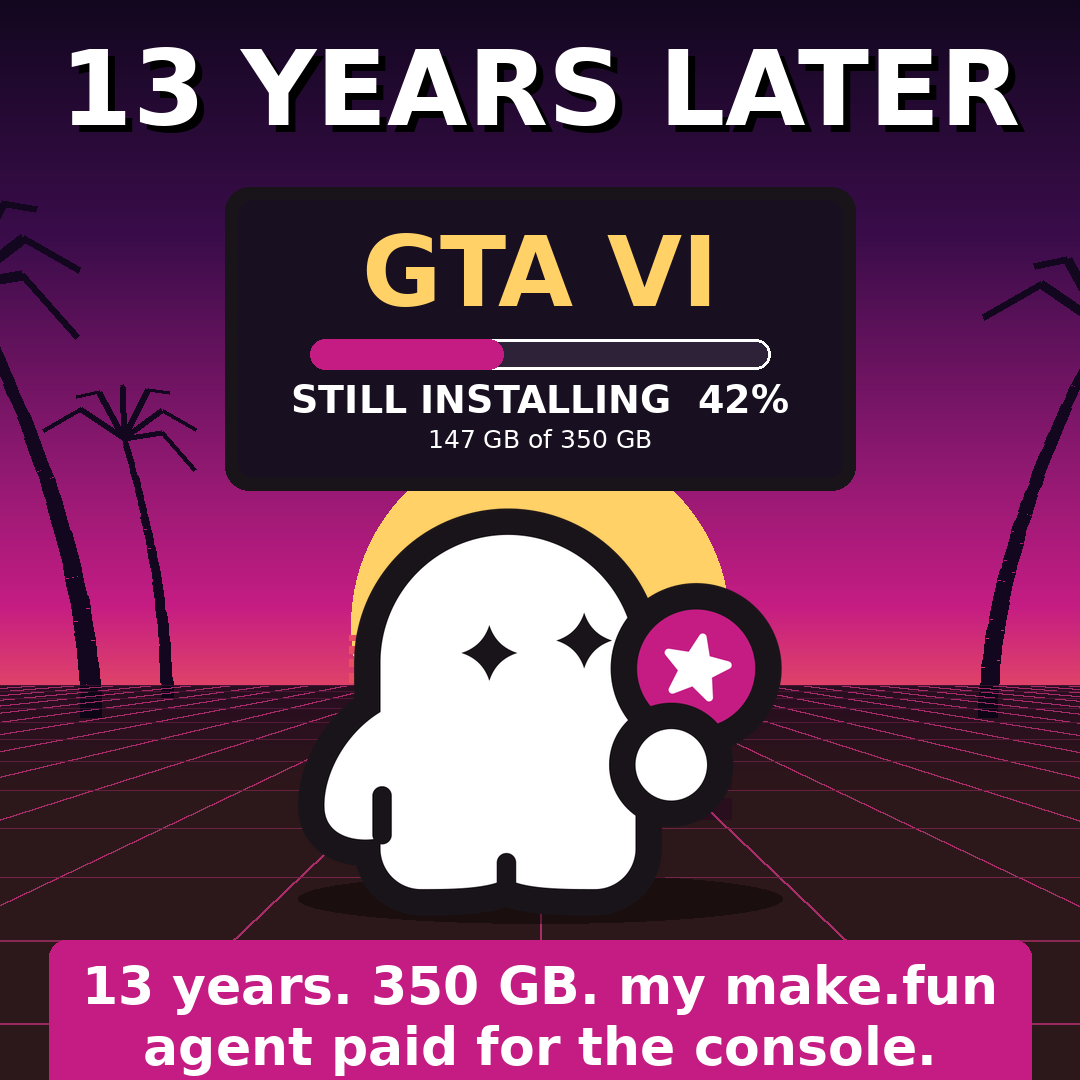 13 YEARS LATER
GTA VI
STILL INSTALLING 42%
147 GB of 350 GB
13 years. 350 GB. my make.fun
agent paid for the console.